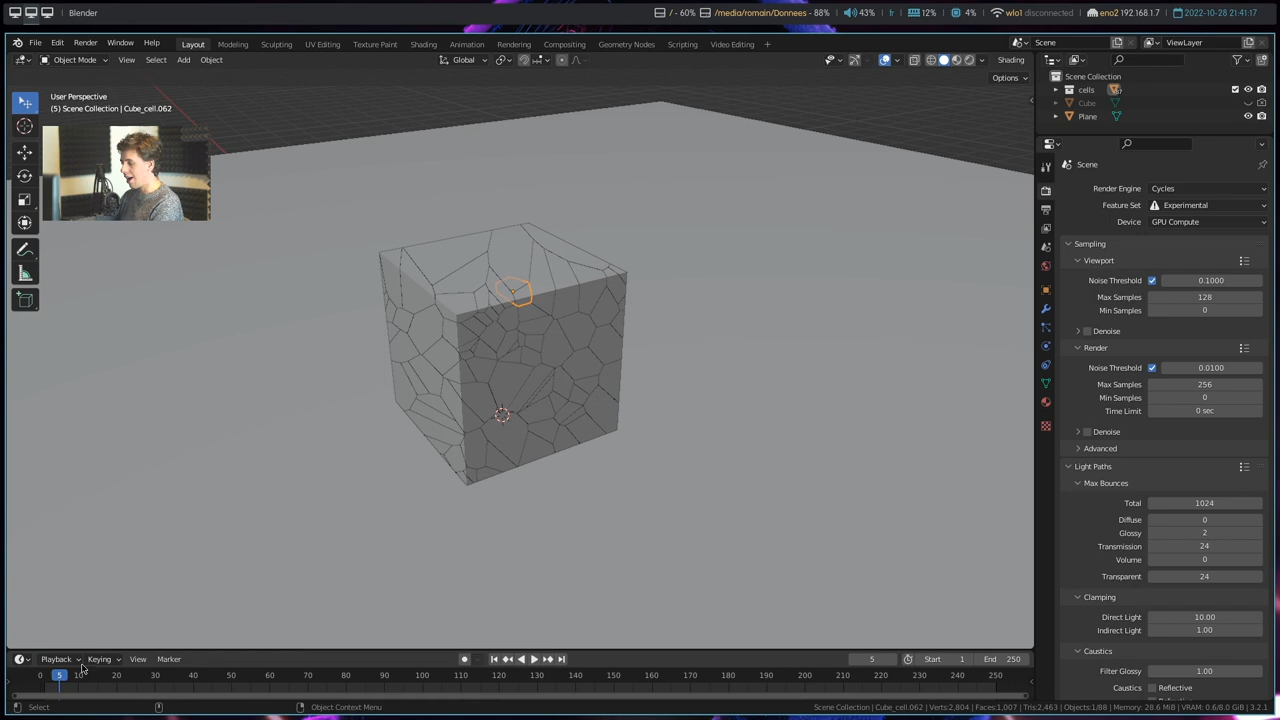 Blender
/ - 60%
/media/romain/Donnees - 88%
43%
fr
12%
4%
wlo1 disconnected
eno2 192.168.1.7
2022-10-28 21:41:17
File Edit Render Window Help
Layout Modeling Sculpting UV Editing Texture Paint Shading Animation Rendering Compositing Geometry Nodes Scripting Video Editing +
Scene
ViewLayer
Object Mode View Select Add Object
Global
Shading
Options
User Perspective
(5) Scene Collection | Cube_cell.062
Scene Collection
cells
Cube
Plane
Scene
Render Engine Cycles
Feature Set Experimental
Device GPU Compute
Sampling
Viewport
Noise Threshold 0.1000
Max Samples 128
Min Samples 0
Denoise
Render
Noise Threshold 0.0100
Max Samples 256
Min Samples 0
Time Limit 0 sec
Denoise
Advanced
Light Paths
Max Bounces
Total 1024
Diffuse 0
Glossy 2
Transmission 24
Volume 0
Transparent 24
Clamping
Direct Light 10.00
Indirect Light 1.00
Caustics
Filter Glossy 1.00
Caustics Reflective
Playback Keying View Marker
5
Start 1
End 250
0 5 10 20 30 40 50 60 70 80 90 100 110 120 130 140 150 160 170 180 190 200 210 220 230 240 250
Select
Object Context Menu
Scene Collection | Cube_cell.062 | Verts:2,804 | Faces:1,007 | Tris:2,463 | Objects:1/88 | Memory: 28.6 MiB | VRAM: 0.6/8.0 GiB | 3.2.1